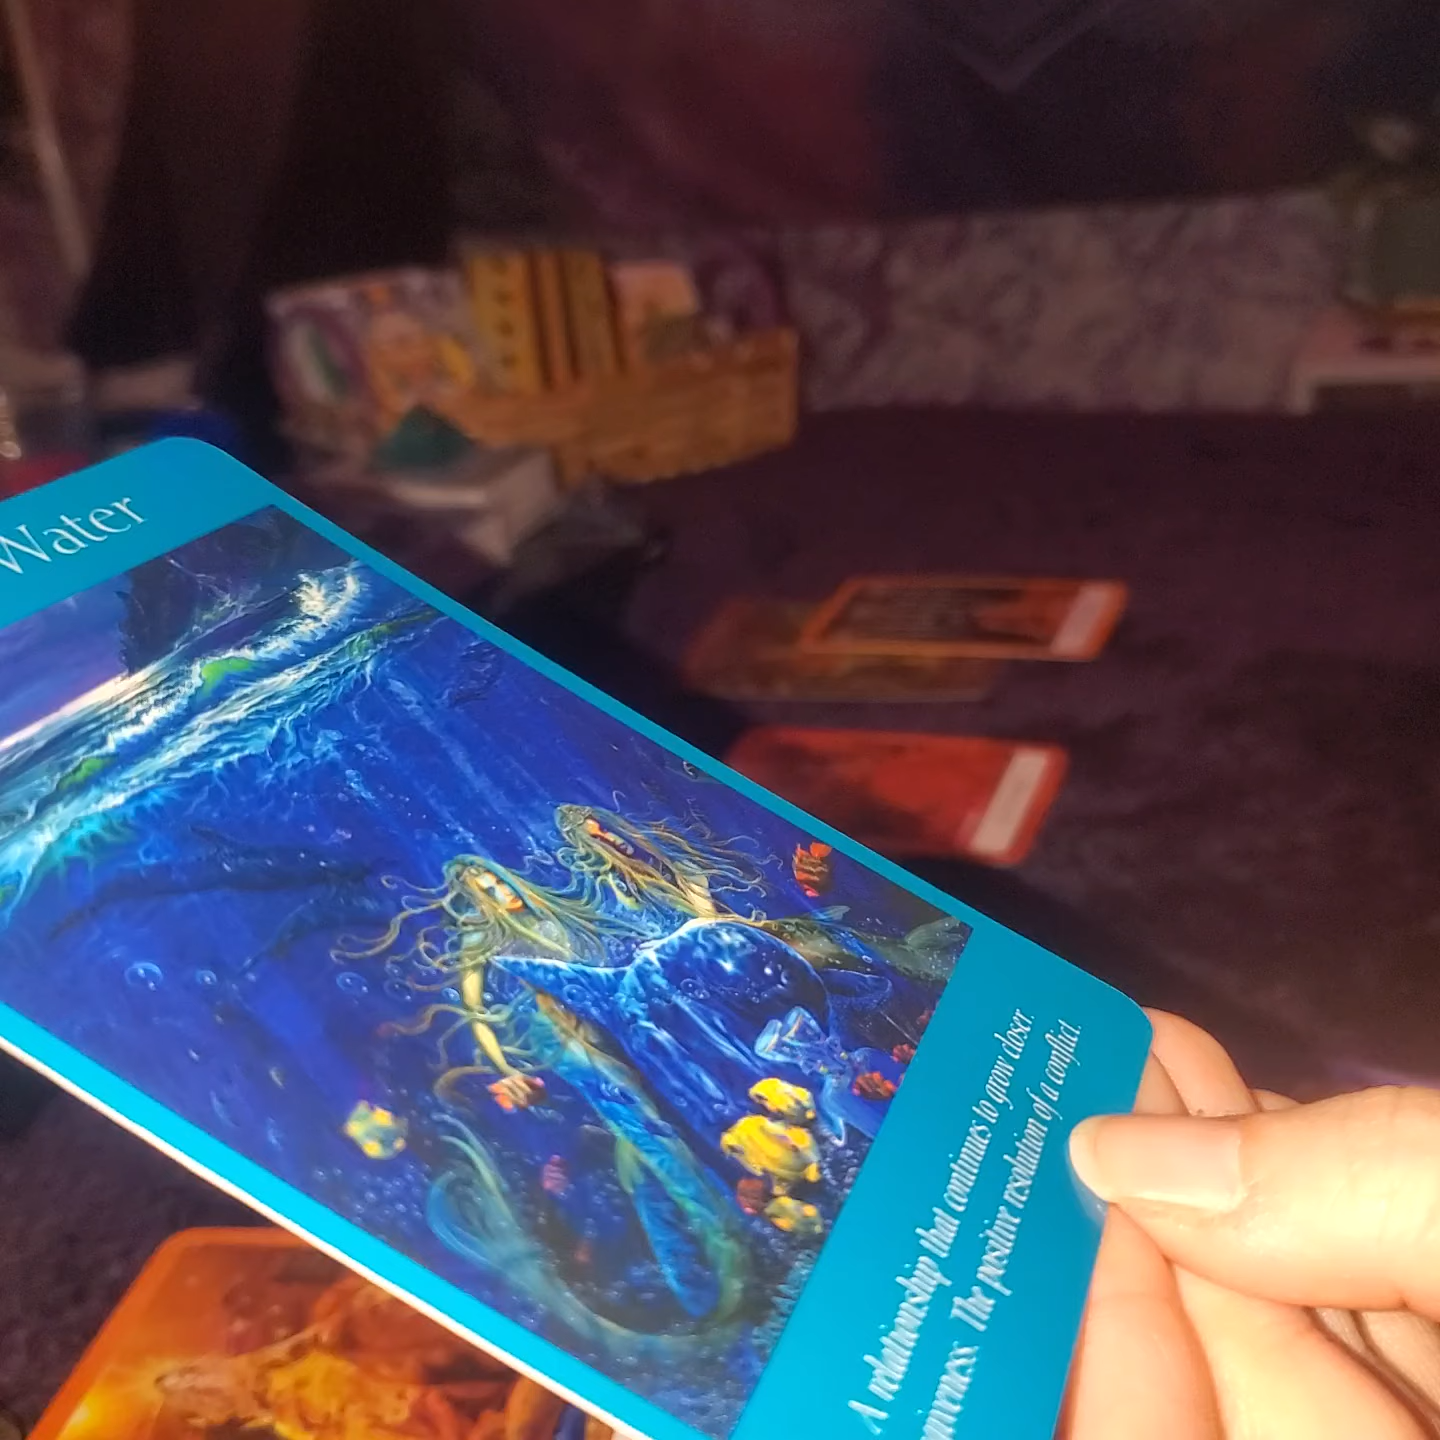 Water
A relationship that continues to grow closer.
The positive resolution of a conflict.